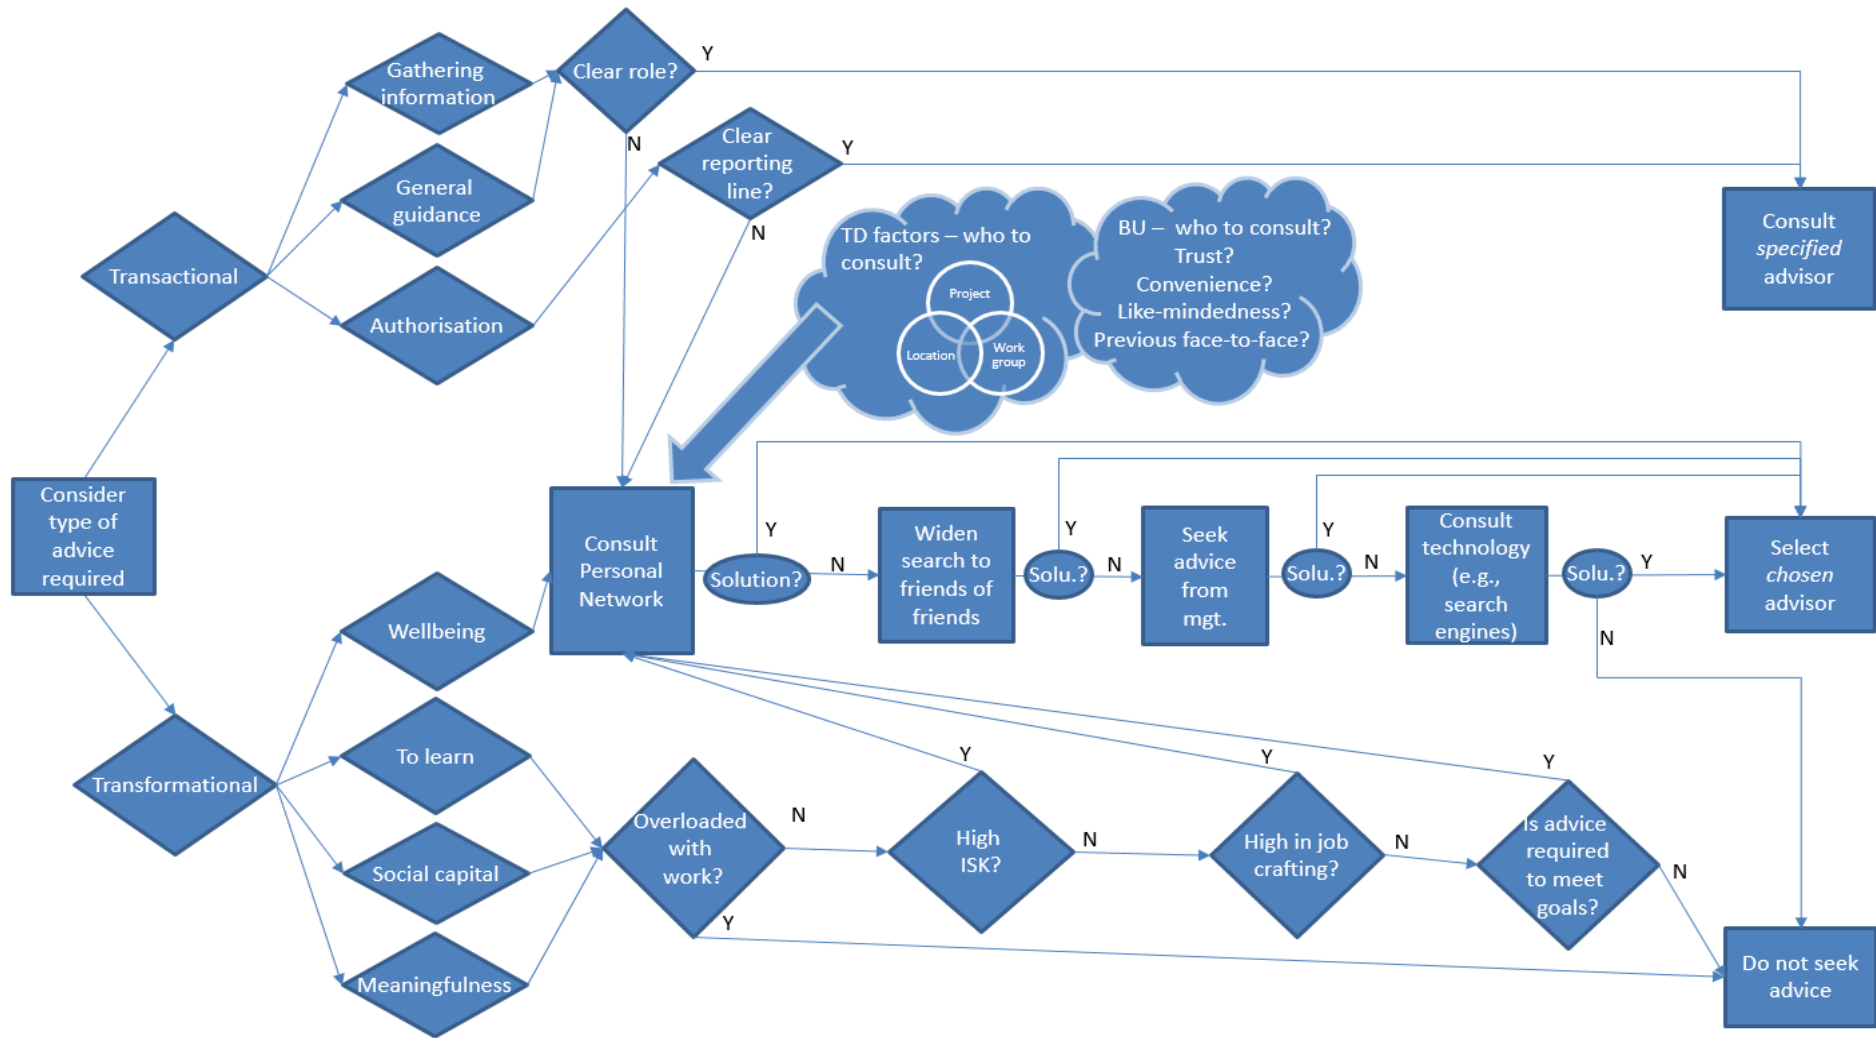 Gathering
information
Clear role?
Y
N
General
guidance
Clear
reporting
line?
Y
N
Transactional
Authorisation
TD factors – who to
consult?
Project
Location
Work
group
BU – who to consult?
Trust?
Convenience?
Like-mindedness?
Previous face-to-face?
Consult
specified
advisor
Consider
type of
advice
required
Consult
Personal
Network
Solution?
Y
N
Widen
search to
friends of
friends
Solu.?
Y
N
Seek
advice
from
mgt.
Solu.?
Y
N
Consult
technology
(e.g.,
search
engines)
Solu.?
Y
N
Select
chosen
advisor
Wellbeing
To learn
Transformational
Social capital
Meaningfulness
Overloaded
with
work?
N
Y
High
ISK?
Y
N
High in job
crafting?
Y
N
Is advice
required
to meet
goals?
Y
N
Do not seek
advice